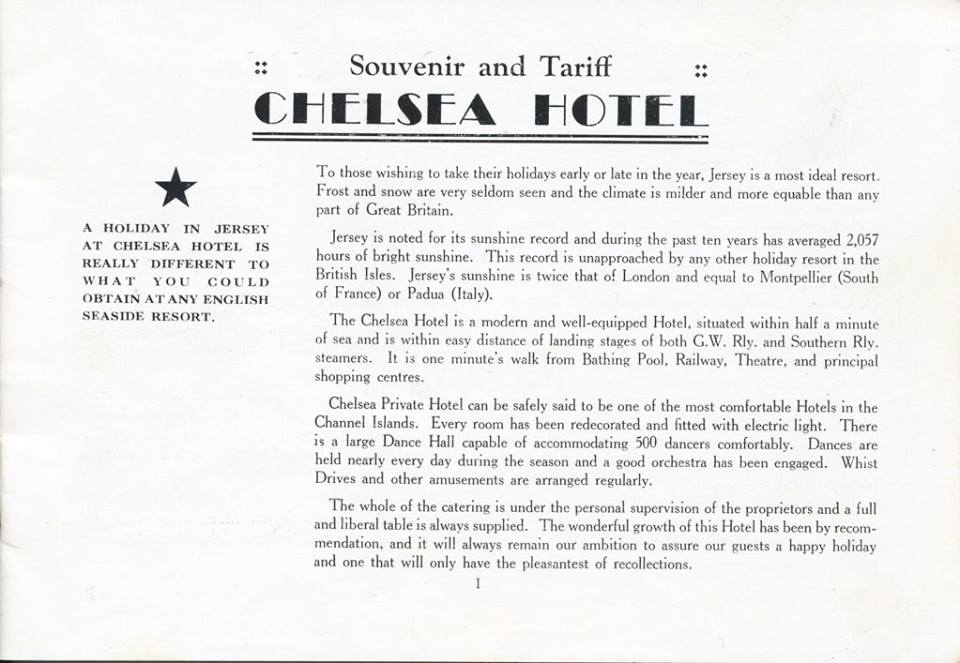 Souvenir and Tariff
CHELSEA HOTEL
A HOLIDAY IN JERSEY
AT CHELSEA HOTEL IS
REALLY DIFFERENT TO
WHAT YOU COULD
OBTAIN AT ANY ENGLISH
SEASIDE RESORT.
To those wishing to take their holidays early or late in the year, Jersey is a most ideal resort.
Frost and snow are very seldom seen and the climate is milder and more equable than any
part of Great Britain.
Jersey is noted for its sunshine record and during the past ten years has averaged 2,057
hours of bright sunshine. This record is unapproached by any other holiday resort in the
British Isles. Jersey's sunshine is twice that of London and equal to Montpellier (South
of France) or Padua (Italy).
The Chelsea Hotel is a modern and well-equipped Hotel, situated within half a minute
of sea and is within easy distance of landing stages of both G.W. Rly. and Southern Rly.
steamers. It is one minute's walk from Bathing Pool, Railway, Theatre, and principal
shopping centres.
Chelsea Private Hotel can be safely said to be one of the most comfortable Hotels in the
Channel Islands. Every room has been redecorated and fitted with electric light. There
is a large Dance Hall capable of accommodating 500 dancers comfortably. Dances are
held nearly every day during the season and a good orchestra has been engaged. Whist
Drives and other amusements are arranged regularly.
The whole of the catering is under the personal supervision of the proprietors and a full
and liberal table is always supplied. The wonderful growth of this Hotel has been by recom-
mendation, and it will always remain our ambition to assure our guests a happy holiday
and one that will only have the pleasantest of recollections.
1